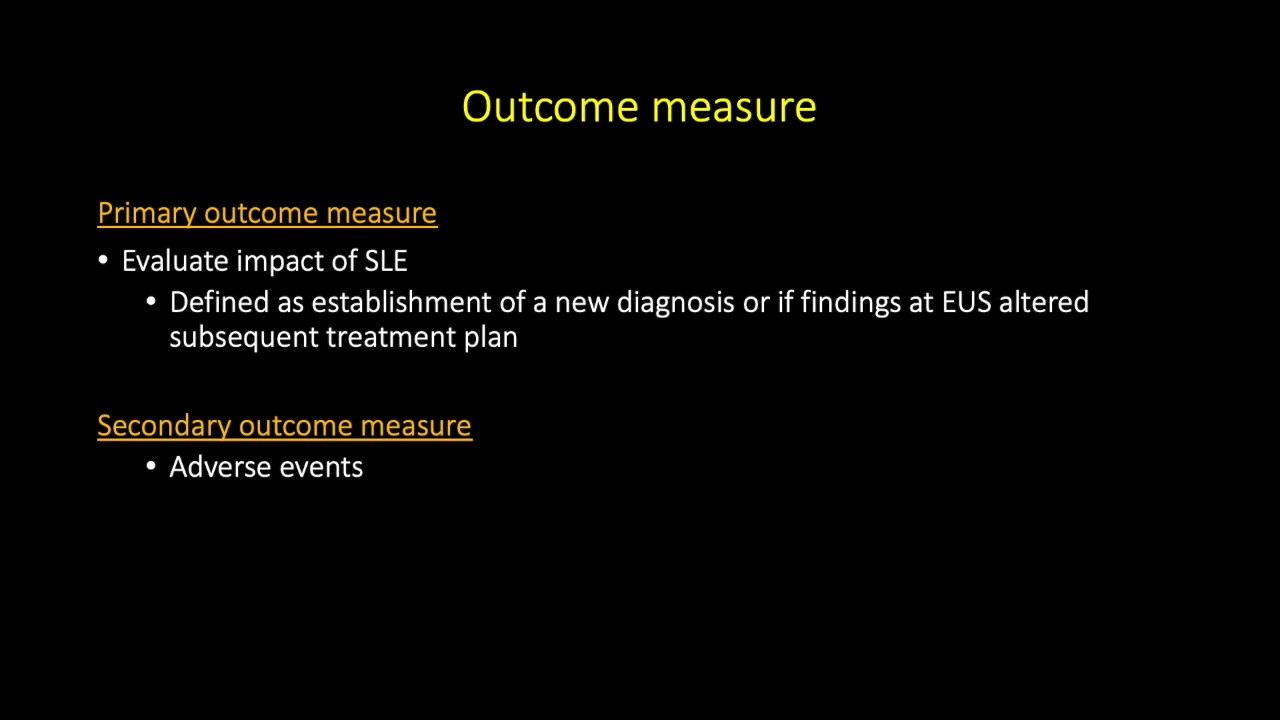 Outcome measure
Primary outcome measure
• Evaluate impact of SLE
• Defined as establishment of a new diagnosis or if findings at EUS altered
subsequent treatment plan
Secondary outcome measure
• Adverse events